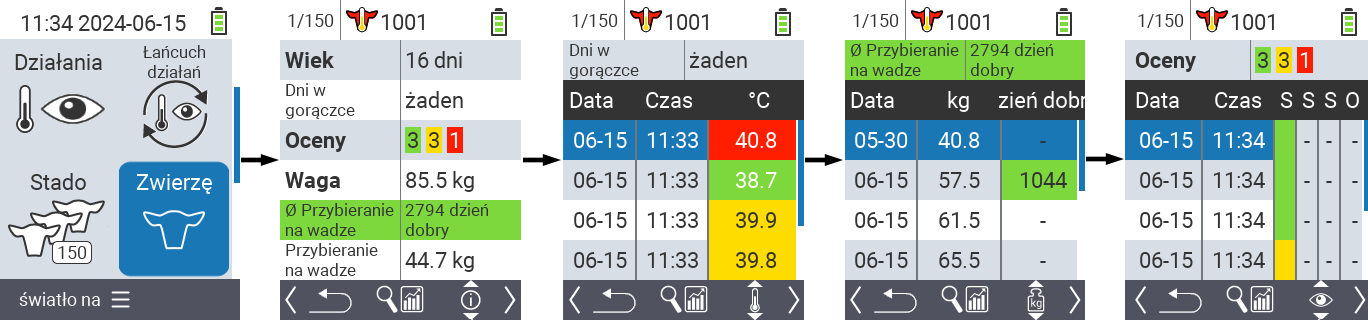 11:34 2024-06-15
Działania
Łańcuch
działań
Stado
150
Zwierzę
światło na
1/150 1001
Wiek 16 dni
Dni w
gorączce
żaden
Oceny 3 3 1
Waga 85.5 kg
Ø Przybieranie
na wadze
2794 dzień
dobry
Przybieranie
na wadze
44.7 kg
1/150 1001
Dni w
gorączce
żaden
Data Czas °C
06-15 11:33 40.8
06-15 11:33 38.7
06-15 11:33 39.9
06-15 11:33 39.8
1/150 1001
Ø Przybieranie
na wadze
2794 dzień
dobry
Data kg zień dobr
05-30 40.8 -
06-15 57.5 1044
06-15 61.5 -
06-15 65.5 -
kg
1/150 1001
Oceny 3 3 1
Data Czas S S S O
06-15 11:34 - - -
06-15 11:34 - - -
06-15 11:34 - - -
06-15 11:34 - - -